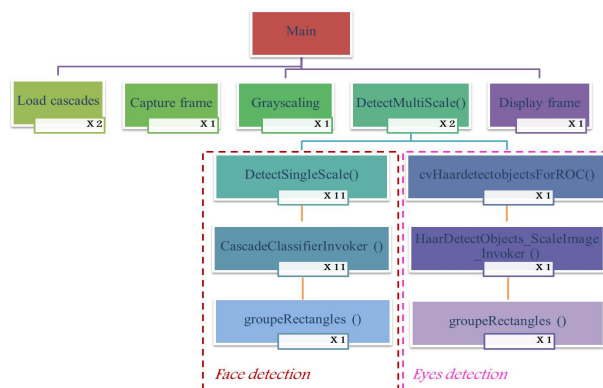 Main
Load cascades
X 2
Capture frame
X 1
Grayscaling
X 1
DetectMultiScale()
X 2
Display frame
X 1
DetectSingleScale()
X 11
CascadeClassifierInvoker ()
X 11
groupeRectangles ()
X 1
Face detection
cvHaardetectobjectsForROC()
X 1
HaarDetectObjects_ScaleImage
_Invoker ()
X 1
groupeRectangles ()
X 1
Eyes detection